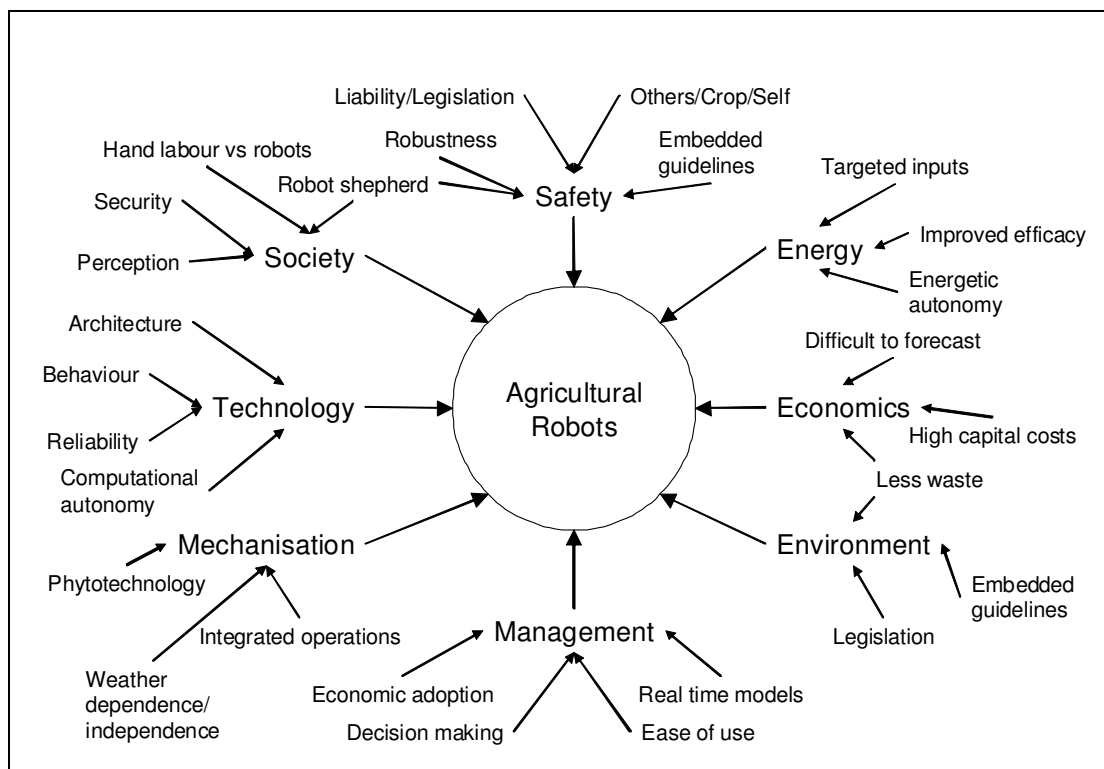 Liability/Legislation
Others/Crop/Self
Hand labour vs robots
Robustness
Embedded
guidelines
Robot shepherd
Safety
Targeted inputs
Security
Society
Perception
Energy
Improved efficacy
Energetic
autonomy
Architecture
Difficult to forecast
Behaviour
Technology
Agricultural
Robots
Economics
Reliability
High capital costs
Computational
autonomy
Less waste
Mechanisation
Environment
Phytotechnology
Embedded
guidelines
Integrated operations
Management
Legislation
Weather
dependence/
independence
Economic adoption
Real time models
Decision making
Ease of use